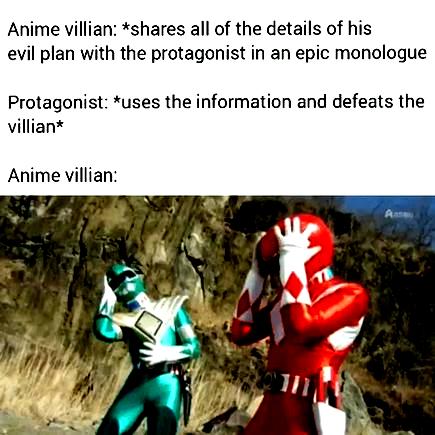 Anime villian: *shares all of the details of his
evil plan with the protagonist in an epic monologue
Protagonist: *uses the information and defeats the
villian*
Anime villian: